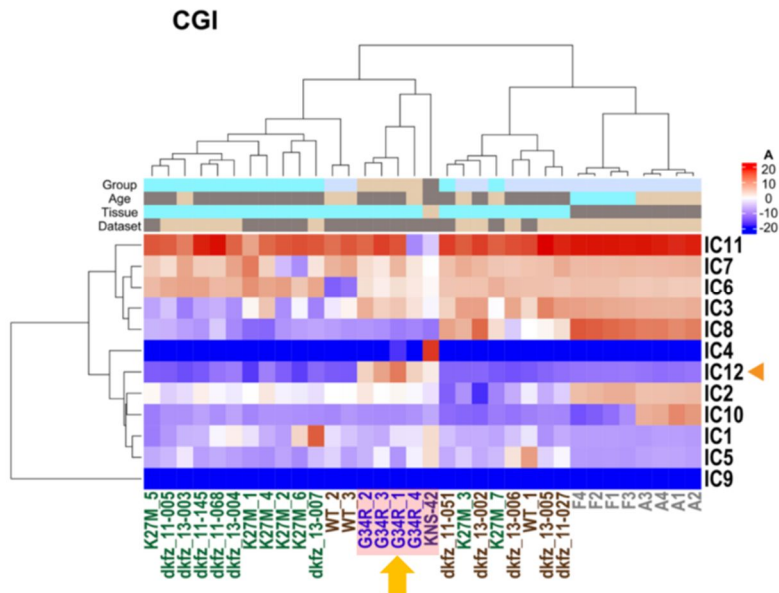 CGI
Group
Age
Tissue
Dataset
A
20
10
0
-10
-20
IC11
IC7
IC6
IC3
IC8
IC4
IC12
IC2
IC10
IC1
IC5
IC9
K27M_5
dkfz_11-005
dkfz_13-003
dkfz_11-145
dkfz_11-068
dkfz_13-004
K27M_1
K27M_4
K27M_2
K27M_6
dkfz_13-007
WT_2
WT_3
G34R_2
G34R_3
G34R_1
G34R_4
KNS-42
dkfz_11-051
K27M_3
dkfz_13-002
K27M_7
dkfz_13-006
WT_1
dkfz_13-005
dkfz_11-027
F4
F2
F1
F3
A3
A4
A1
A2